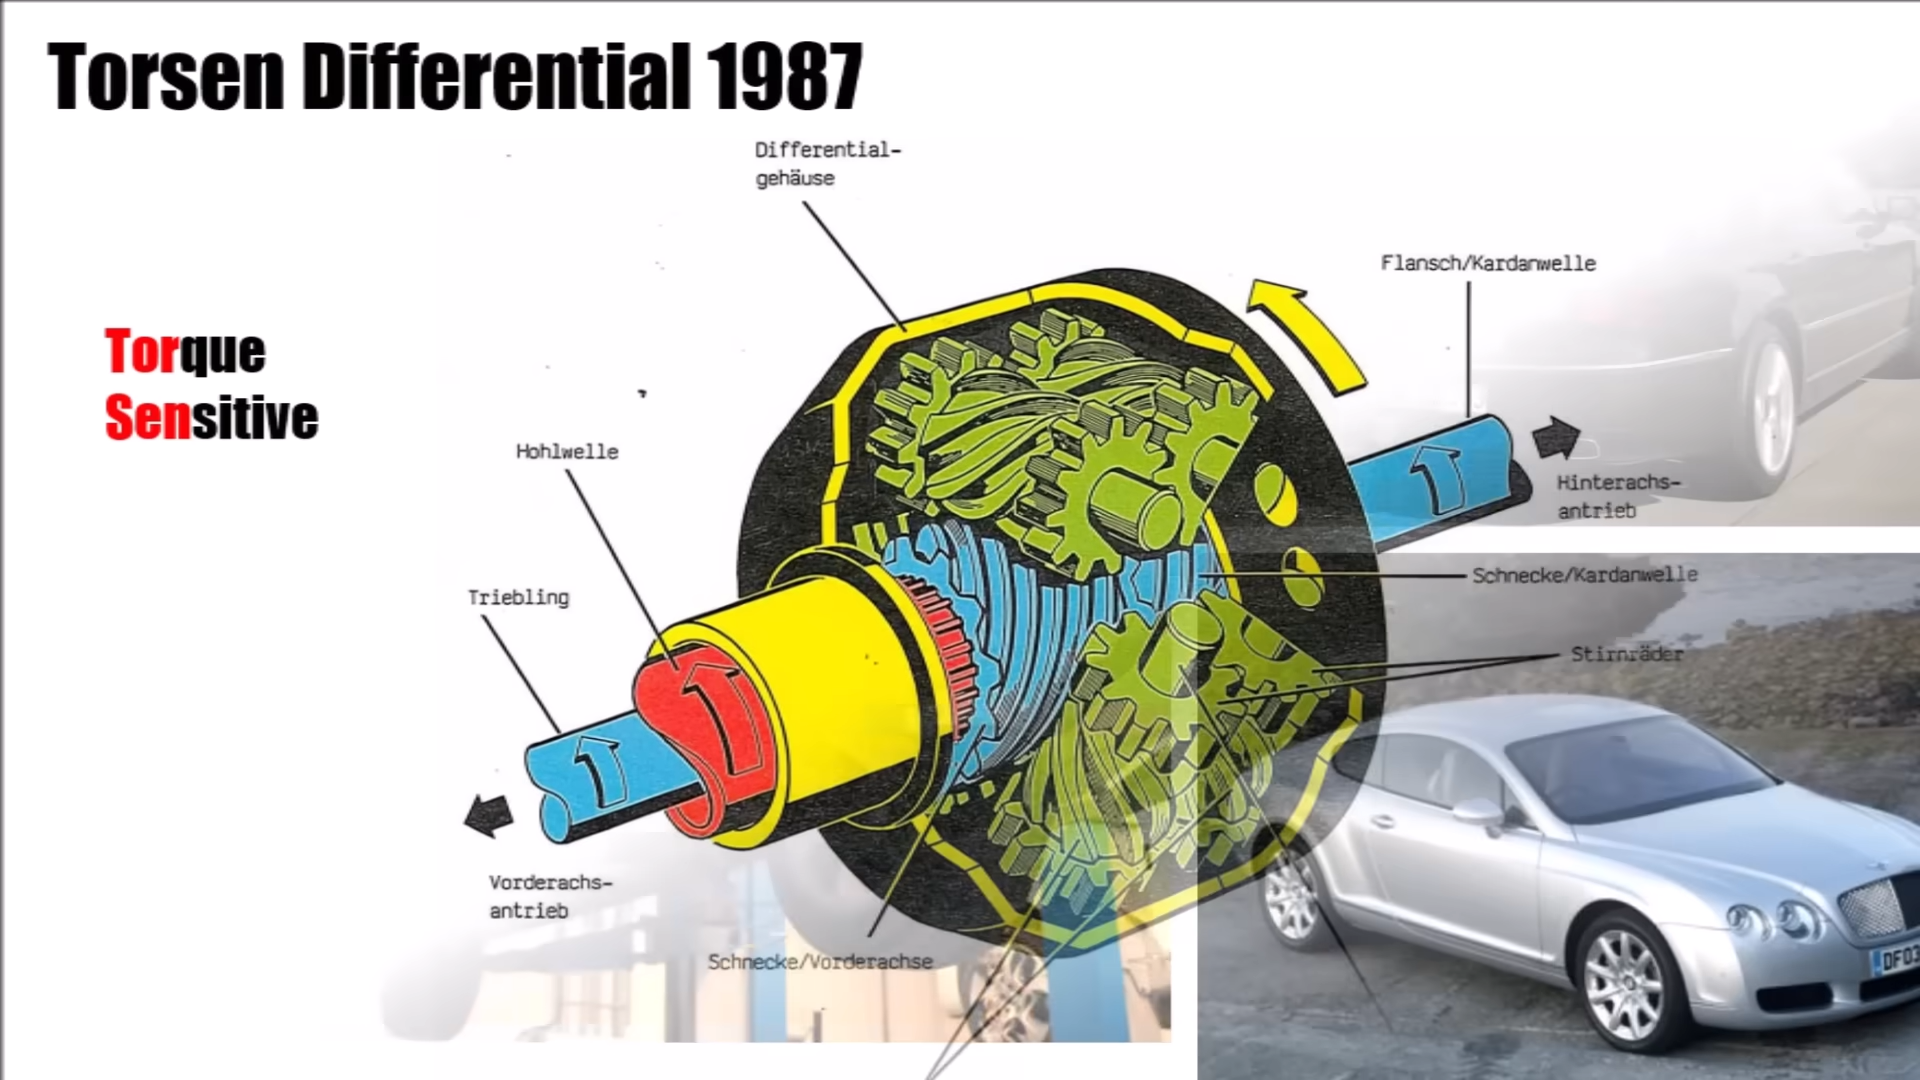 Torsen Differential 1987
Differential-
gehäuse
Flansch/Kardanwelle
Torque
Sensitive
Hohlwelle
Hinterachs-
antrieb
Schnecke/Kardanwelle
Triebling
Stirnräder
Vorderachs-
antrieb
Schnecke/Vorderachse
DF03